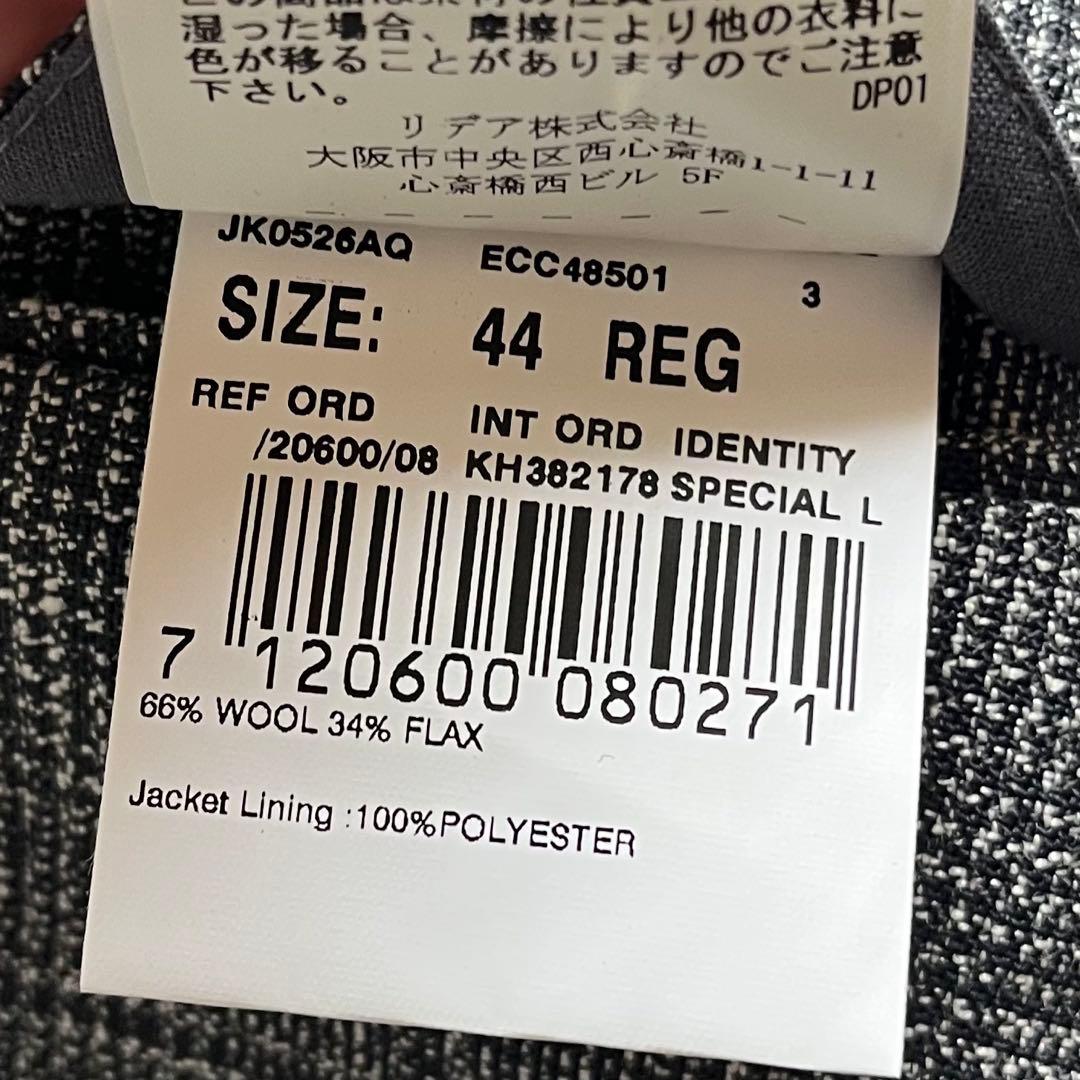 湿った場合、摩擦により他の衣料に
色が移ることがありますのでご注意
下さい。
DP01
リデア株式会社
大阪市中央区西心斎橋1-1-11
心斎橋西ビル 5F
JK0526AQ ECC48501 3
SIZE: 44 REG
REF ORD INT ORD IDENTITY
/20600/08 KH382178 SPECIAL L
7 120600 080271
66% WOOL 34% FLAX
Jacket Lining :100%POLYESTER